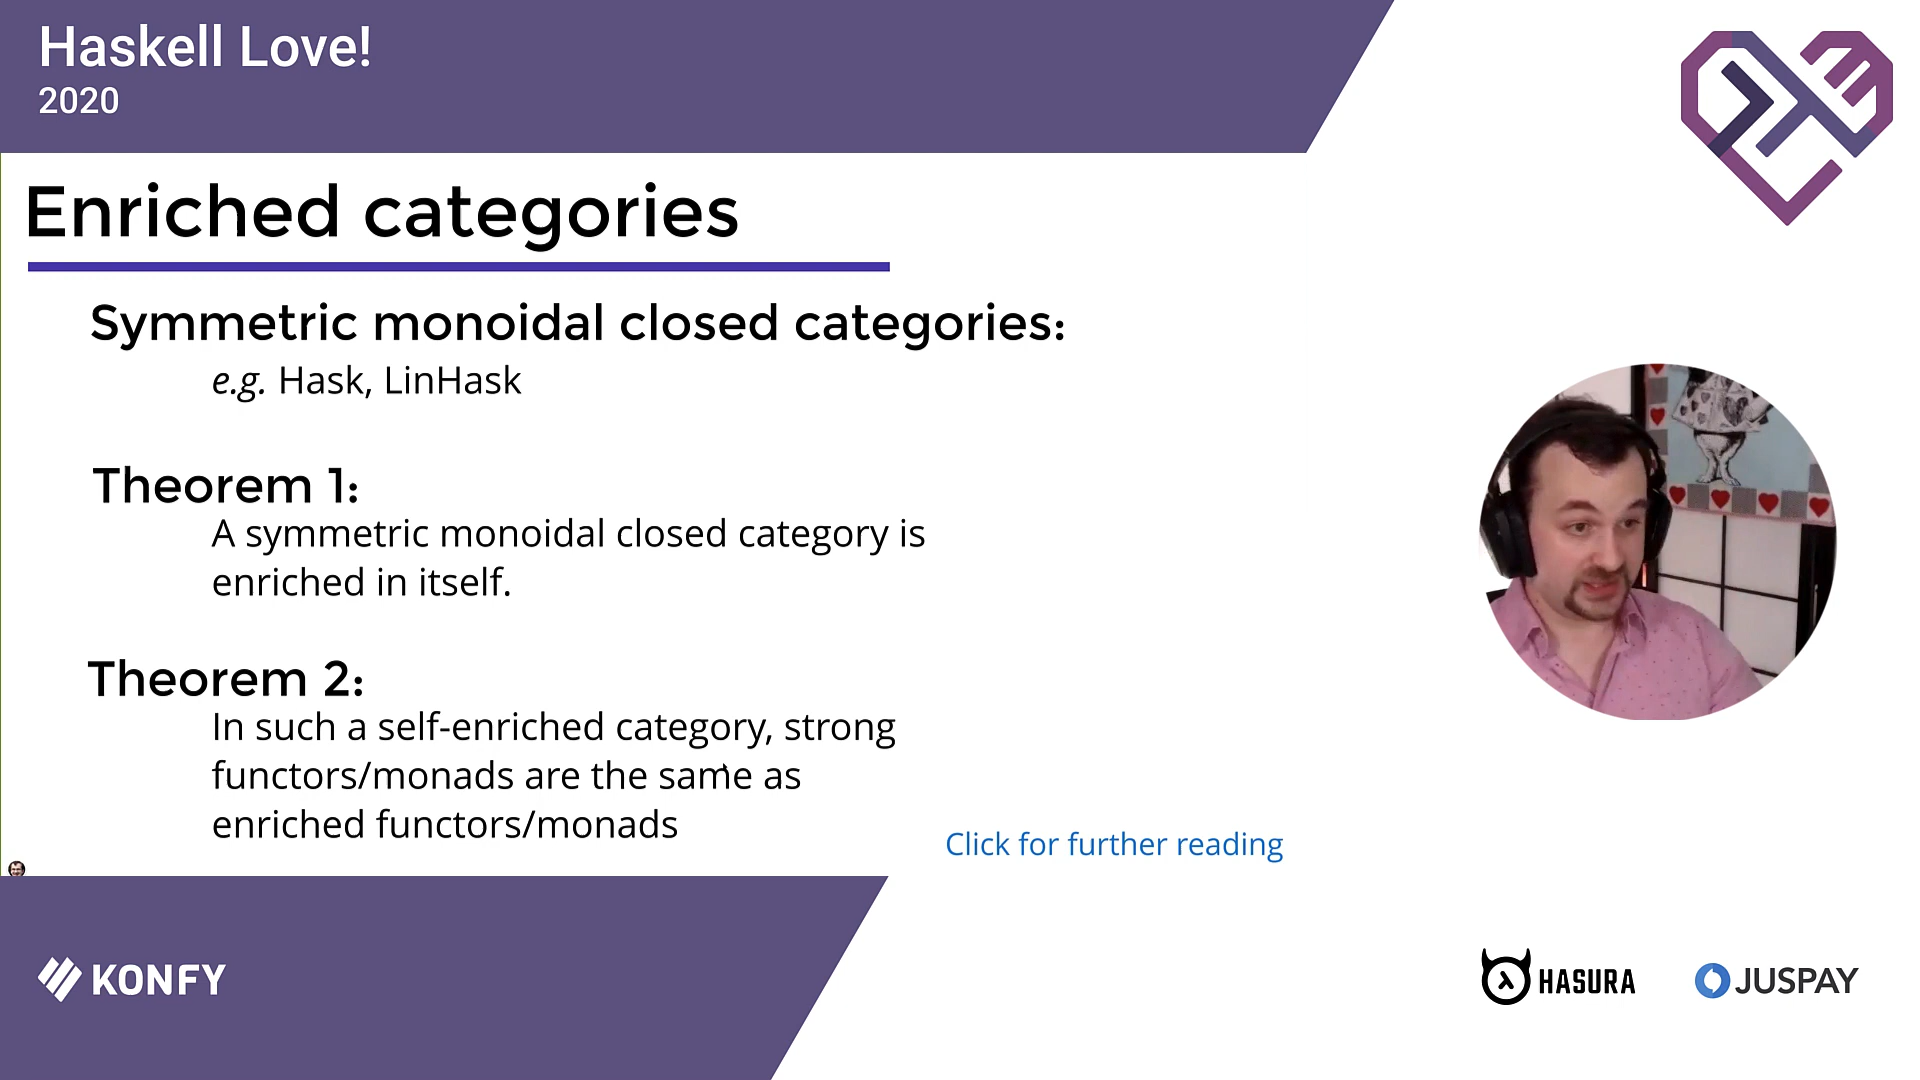 Haskell Love!
2020
Enriched categories
Symmetric monoidal closed categories:
e.g. Hask, LinHask
Theorem 1:
A symmetric monoidal closed category is
enriched in itself.
Theorem 2:
In such a self-enriched category, strong
functors/monads are the same as
enriched functors/monads
Click for further reading
KONFY
HASURA
JUSPAY